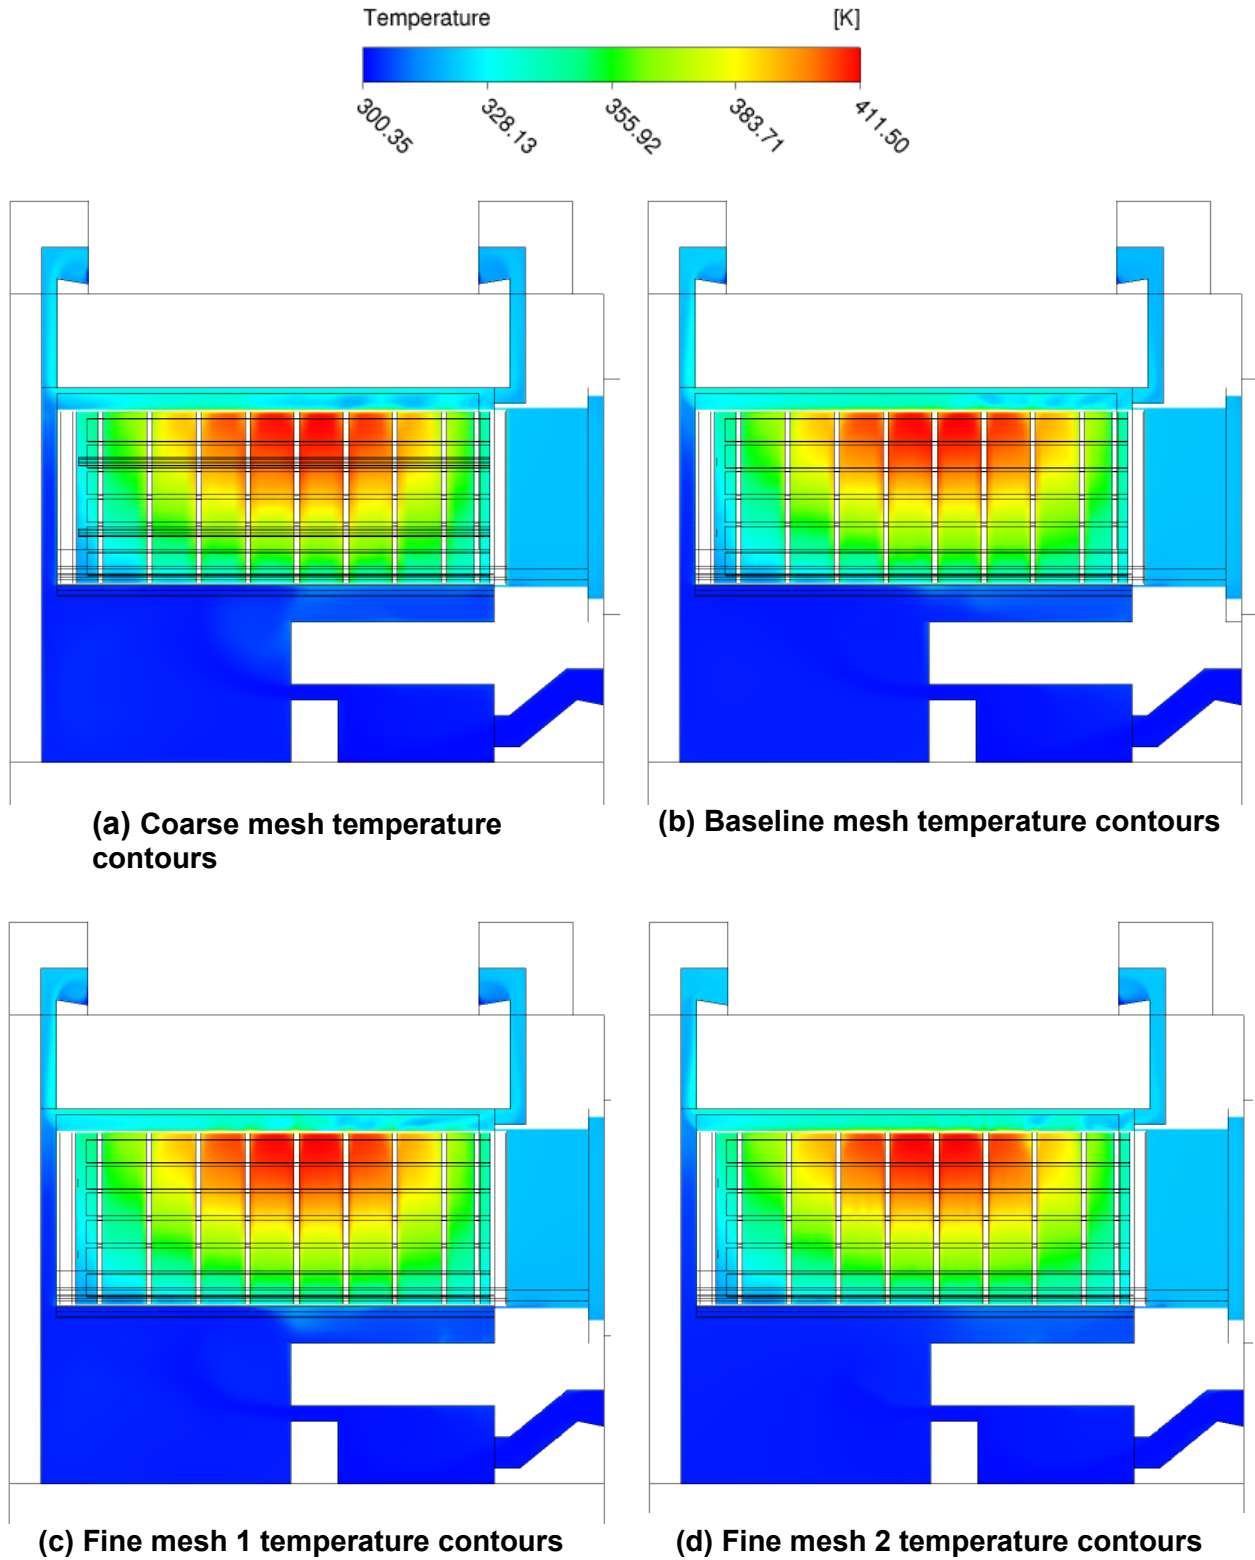 Temperature [K]
300.35 328.13 355.92 383.71 411.50
(a) Coarse mesh temperature
contours
(b) Baseline mesh temperature contours
(c) Fine mesh 1 temperature contours
(d) Fine mesh 2 temperature contours